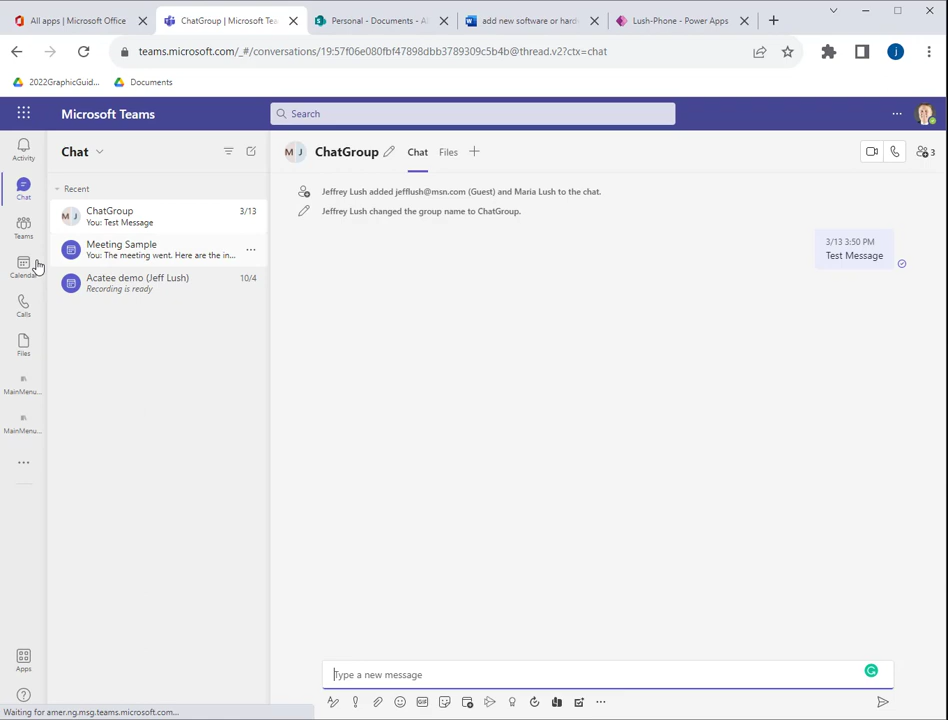 All apps | Microsoft Office
ChatGroup | Microsoft Tea
Personal - Documents - Al
add new software or hard
Lush-Phone - Power Apps
teams.microsoft.com/_#/conversations/19:57f06e080fbf47898dbb3789309c5b4b@thread.v2?ctx=chat
j
2022GraphicGuid...
Documents
Microsoft Teams
Search
Activity
Chat
Teams
Calendar
Calls
Files
MainMenu...
MainMenu...
Apps
Chat
Recent
ChatGroup
3/13
You: Test Message
Meeting Sample
You: The meeting went. Here are the in...
Acatee demo (Jeff Lush)
10/4
Recording is ready
M J
M J
ChatGroup
Chat
Files
3
Jeffrey Lush added jefflush@msn.com (Guest) and Maria Lush to the chat.
Jeffrey Lush changed the group name to ChatGroup.
3/13 3:50 PM
Test Message
Type a new message
GIF
Waiting for amer.ng.msg.teams.microsoft.com...